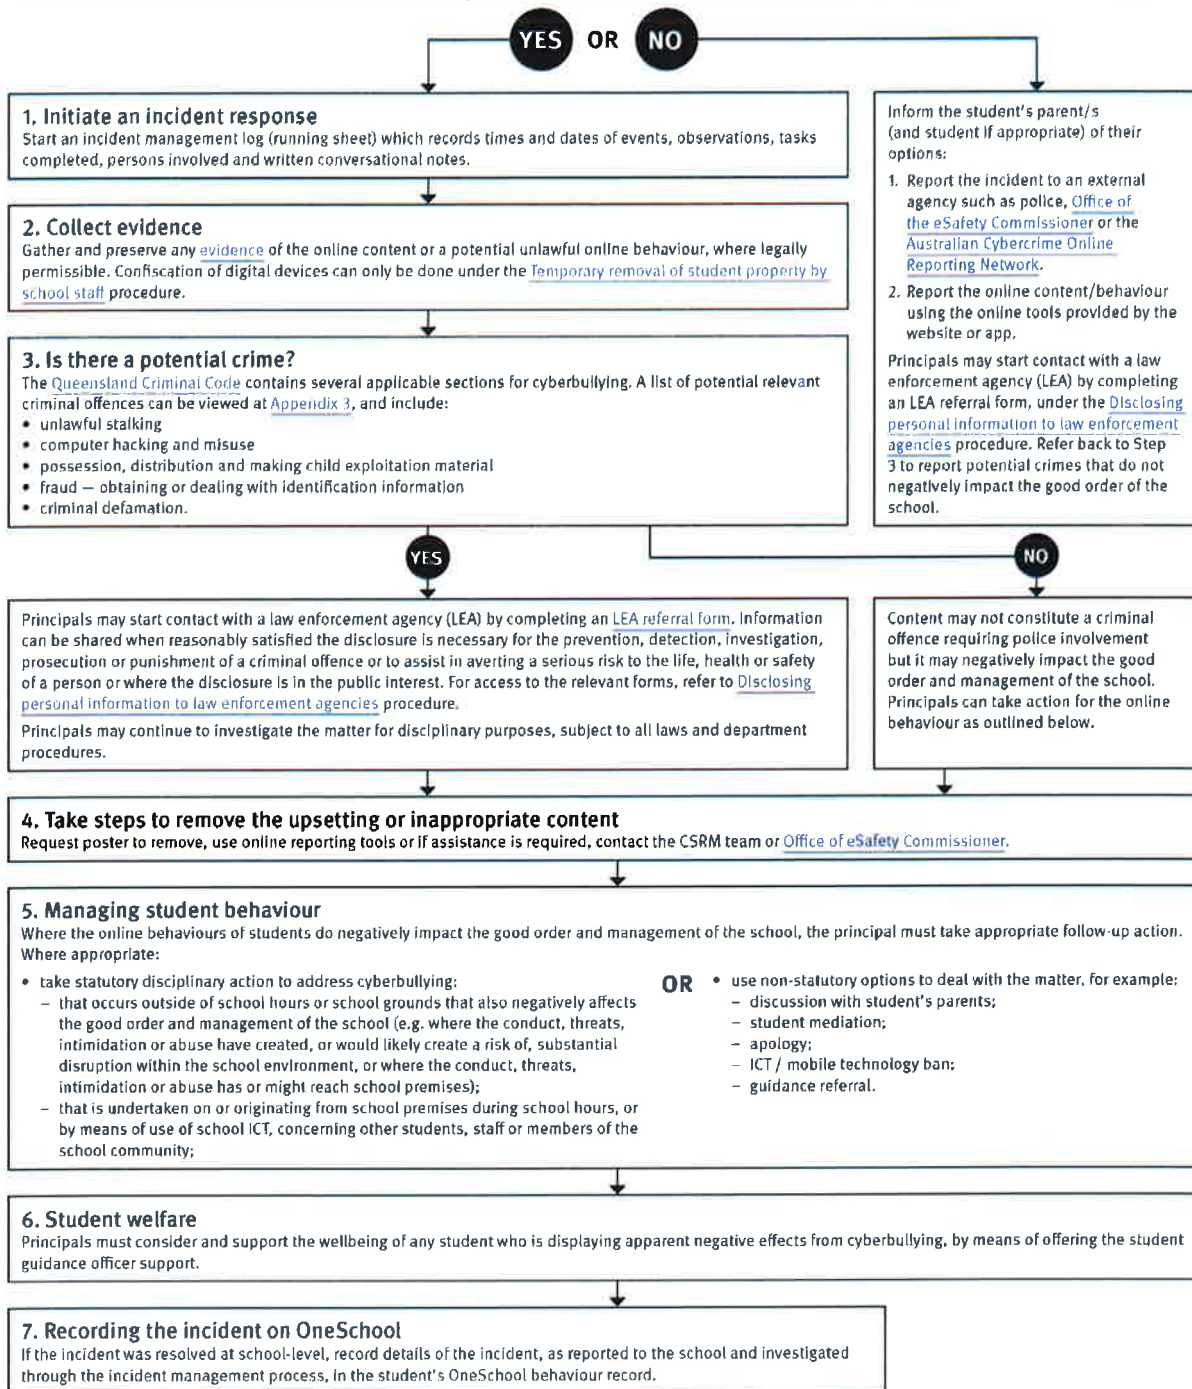 YES OR NO
1. Initiate an incident response
Start an incident management log (running sheet) which records times and dates of events, observations, tasks
completed, persons involved and written conversational notes.
2. Collect evidence
Gather and preserve any evidence of the online content or a potential unlawful online behaviour, where legally
permissible. Confiscation of digital devices can only be done under the Temporary removal of student property by
school staff procedure.
3. Is there a potential crime?
The Queensland Criminal Code contains several applicable sections for cyberbullying. A list of potential relevant
criminal offences can be viewed at Appendix 3, and include:
• unlawful stalking
• computer hacking and misuse
• possession, distribution and making child exploitation material
• fraud — obtaining or dealing with identification information
• criminal defamation.
Inform the student's parent/s
(and student if appropriate) of their
options:
1. Report the incident to an external
agency such as police, Office of
the eSafety Commissioner or the
Australian Cybercrime Online
Reporting Network.
2. Report the online content/behaviour
using the online tools provided by the
website or app.
Principals may start contact with a law
enforcement agency (LEA) by completing
an LEA referral form, under the Disclosing
personal information to law enforcement
agencies procedure. Refer back to Step
3 to report potential crimes that do not
negatively impact the good order of the
school.
YES
NO
Principals may start contact with a law enforcement agency (LEA) by completing an LEA referral form. Information
can be shared when reasonably satisfied the disclosure is necessary for the prevention, detection, investigation,
prosecution or punishment of a criminal offence or to assist in averting a serious risk to the life, health or safety
of a person or where the disclosure is in the public interest. For access to the relevant forms, refer to Disclosing
personal information to law enforcement agencies procedure.
Principals may continue to investigate the matter for disciplinary purposes, subject to all laws and department
procedures.
Content may not constitute a criminal
offence requiring police involvement
but it may negatively impact the good
order and management of the school.
Principals can take action for the online
behaviour as outlined below.
4. Take steps to remove the upsetting or inappropriate content
Request poster to remove, use online reporting tools or if assistance is required, contact the CSRM team or Office of eSafety Commissioner.
5. Managing student behaviour
Where the online behaviours of students do negatively impact the good order and management of the school, the principal must take appropriate follow-up action.
Where appropriate:
• take statutory disciplinary action to address cyberbullying:
– that occurs outside of school hours or school grounds that also negatively affects
the good order and management of the school (e.g. where the conduct, threats,
intimidation or abuse have created, or would likely create a risk of, substantial
disruption within the school environment, or where the conduct, threats,
intimidation or abuse has or might reach school premises);
– that is undertaken on or originating from school premises during school hours, or
by means of use of school ICT, concerning other students, staff or members of the
school community;
OR
• use non-statutory options to deal with the matter, for example:
– discussion with student's parents;
– student mediation;
– apology;
– ICT / mobile technology ban;
– guidance referral.
6. Student welfare
Principals must consider and support the wellbeing of any student who is displaying apparent negative effects from cyberbullying, by means of offering the student
guidance officer support.
7. Recording the incident on OneSchool
If the incident was resolved at school-level, record details of the incident, as reported to the school and investigated
through the incident management process, in the student's OneSchool behaviour record.